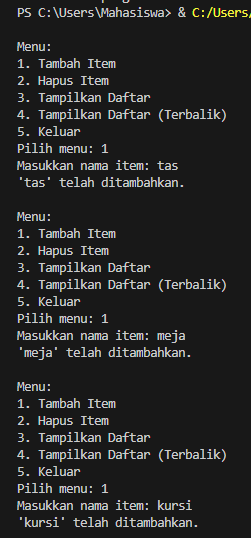 PS C:\Users\Mahasiswa> & C:/Users/
Menu:
1. Tambah Item
2. Hapus Item
3. Tampilkan Daftar
4. Tampilkan Daftar (Terbalik)
5. Keluar
Pilih menu: 1
Masukkan nama item: tas
'tas' telah ditambahkan.
Menu:
1. Tambah Item
2. Hapus Item
3. Tampilkan Daftar
4. Tampilkan Daftar (Terbalik)
5. Keluar
Pilih menu: 1
Masukkan nama item: meja
'meja' telah ditambahkan.
Menu:
1. Tambah Item
2. Hapus Item
3. Tampilkan Daftar
4. Tampilkan Daftar (Terbalik)
5. Keluar
Pilih menu: 1
Masukkan nama item: kursi
'kursi' telah ditambahkan.